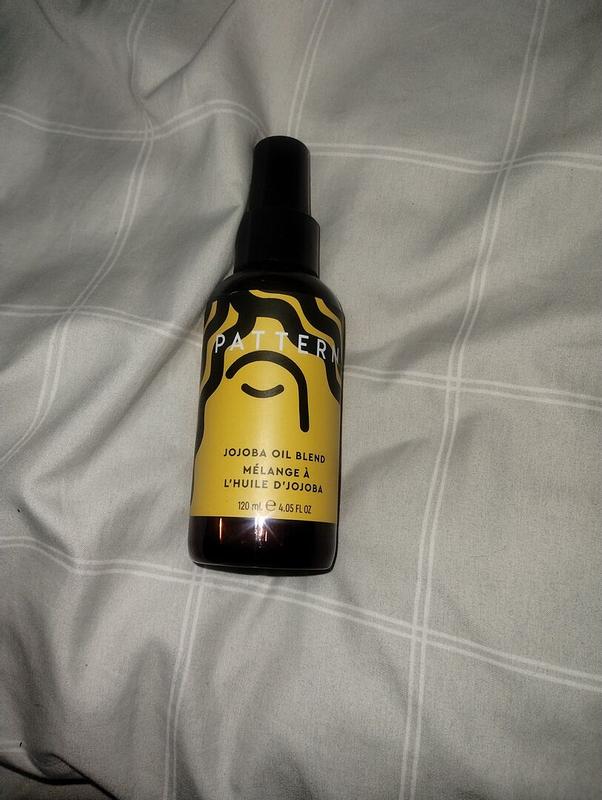 PATTERN
JOJOBA OIL BLEND
MÉLANGE À
L'HUILE D'JOJOBA
120 mL ℮ 4.05 FL OZ